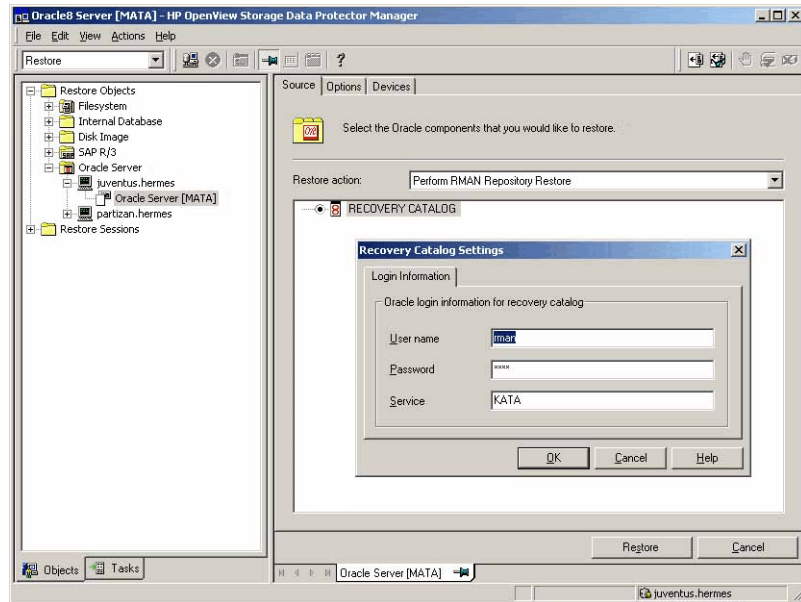 Oracle8 Server [MATA] - HP OpenView Storage Data Protector Manager
File Edit View Actions Help
Restore
?
Source Options Devices
Restore Objects
Filesystem
Internal Database
Disk Image
SAP R/3
Oracle Server
juventus.hermes
Oracle Server [MATA]
partizan.hermes
Restore Sessions
Select the Oracle components that you would like to restore.
Restore action: Perform RMAN Repository Restore
RECOVERY CATALOG
Recovery Catalog Settings
Login Information
Oracle login information for recovery catalog
User name rman
Password ****
Service KATA
OK Cancel Help
Restore Cancel
Objects Tasks
Oracle Server [MATA]
juventus.hermes